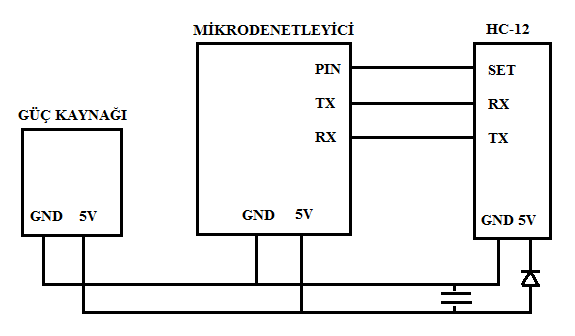 MİKRODENETLEYİCİ
HC-12
PIN
SET
TX
RX
RX
TX
GÜÇ KAYNAĞI
GND 5V
GND 5V
GND 5V